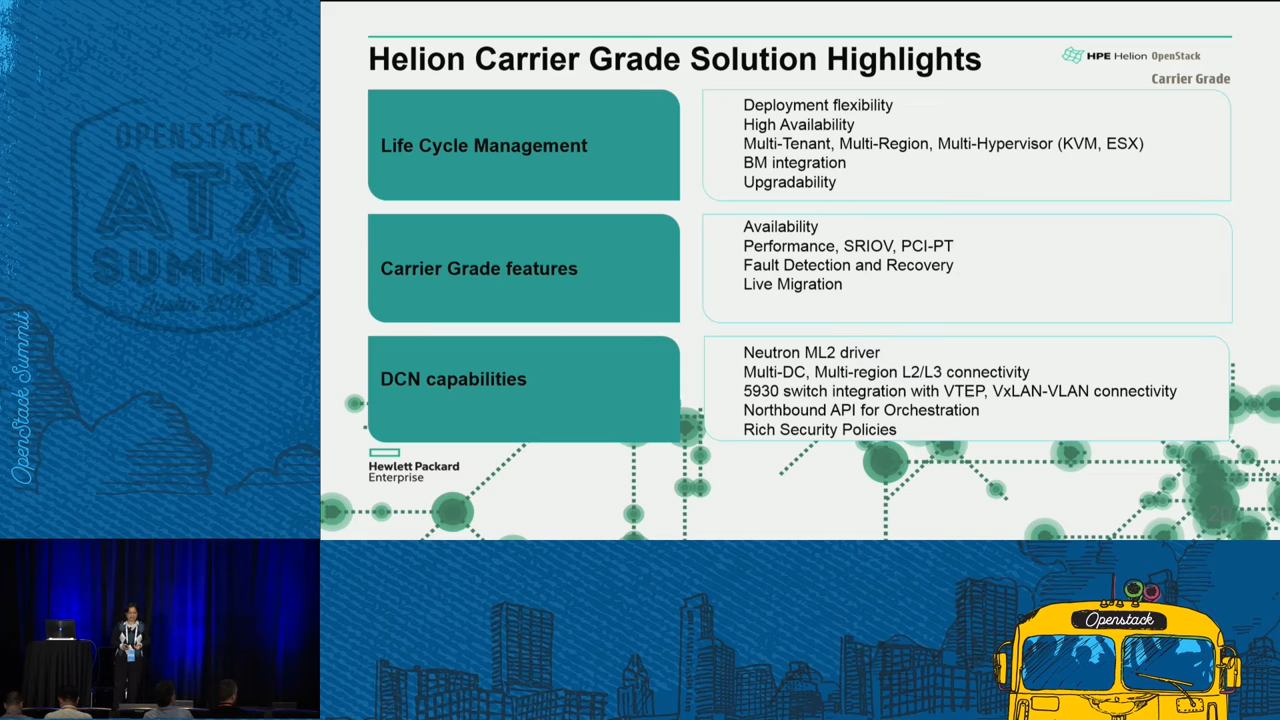 Helion Carrier Grade Solution Highlights
HPE Helion OpenStack
Carrier Grade
Life Cycle Management
Deployment flexibility
High Availability
Multi-Tenant, Multi-Region, Multi-Hypervisor (KVM, ESX)
BM integration
Upgradability
Carrier Grade features
Availability
Performance, SRIOV, PCI-PT
Fault Detection and Recovery
Live Migration
DCN capabilities
Neutron ML2 driver
Multi-DC, Multi-region L2/L3 connectivity
5930 switch integration with VTEP, VxLAN-VLAN connectivity
Northbound API for Orchestration
Rich Security Policies
Hewlett Packard
Enterprise
20
OPENSTACK
ATX
SUMMIT
Austin 2016
OpenStack Summit
Openstack